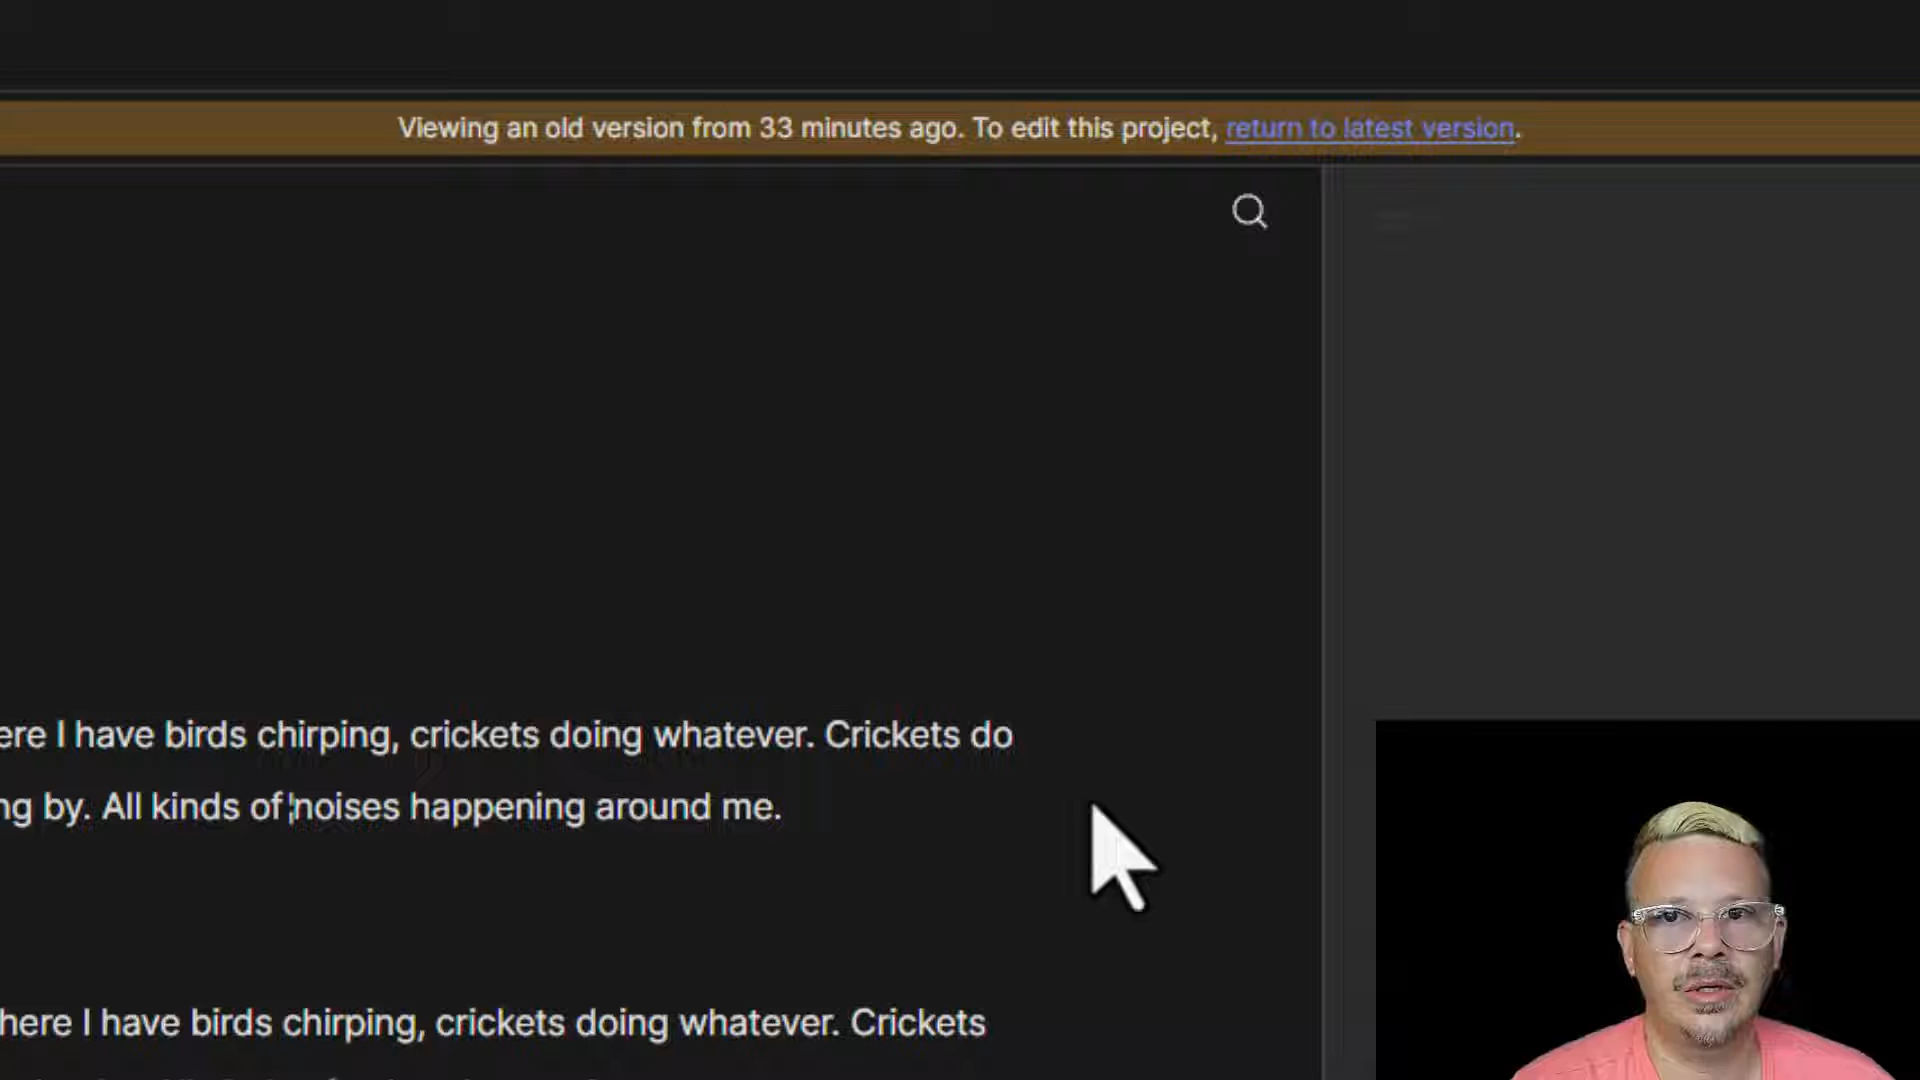 Viewing an old version from 33 minutes ago. To edit this project, return to latest version.
I have birds chirping, crickets doing whatever. Crickets do
by. All kinds of noises happening around me.
here I have birds chirping, crickets doing whatever. Crickets